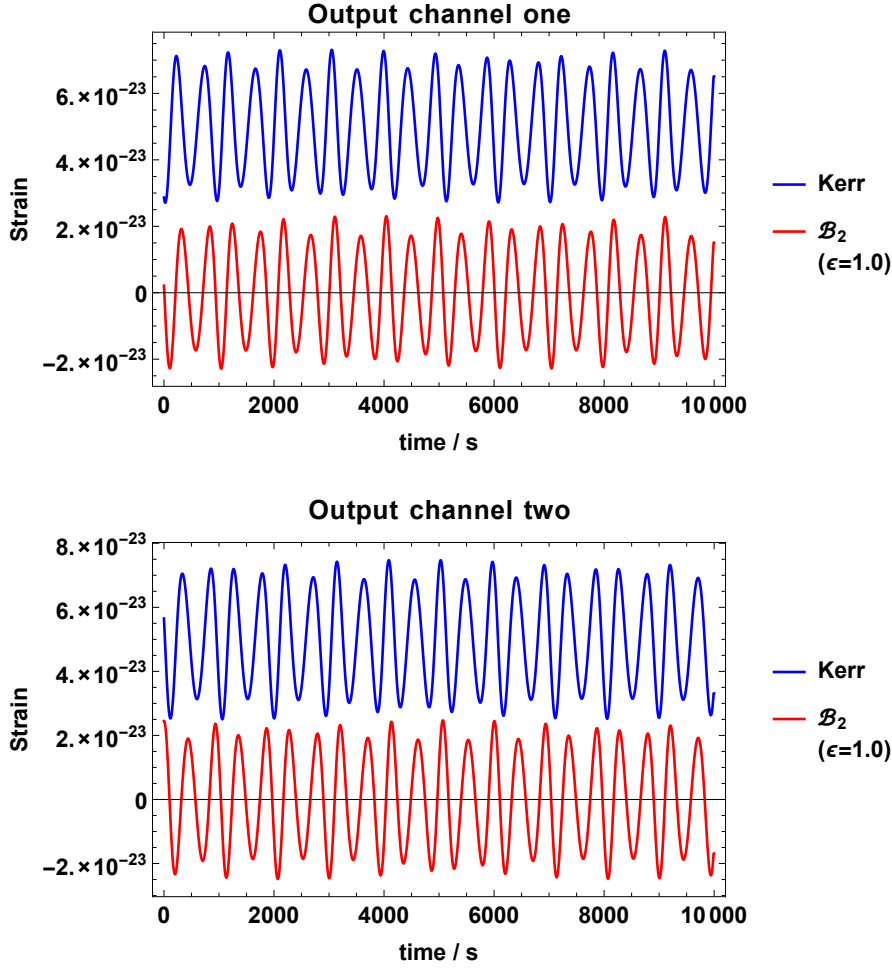 Output channel one
6.×10⁻²³
4.×10⁻²³
2.×10⁻²³
0
−2.×10⁻²³
Strain
0 2000 4000 6000 8000 10 000
time / s
Kerr
ℬ₂
(ϵ=1.0)
Output channel two
8.×10⁻²³
6.×10⁻²³
4.×10⁻²³
2.×10⁻²³
0
−2.×10⁻²³
Strain
0 2000 4000 6000 8000 10 000
time / s
Kerr
ℬ₂
(ϵ=1.0)